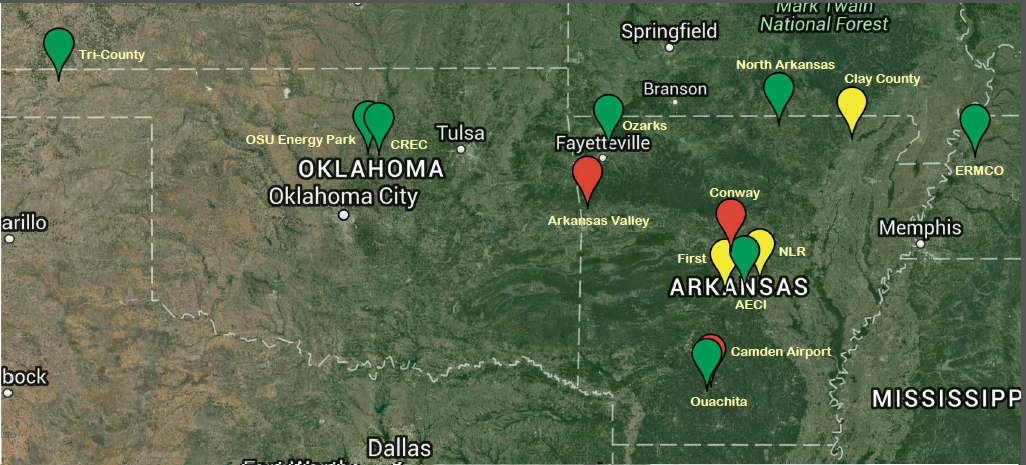 Mark Twain
National Forest
Springfield
Tri-County
North Arkansas
Clay County
Branson
Ozarks
OSU Energy Park
CREC
Tulsa
Fayetteville
OKLAHOMA
ERMCO
Oklahoma City
Arkansas Valley
Conway
arillo
Memphis
First
NLR
ARKANSAS
AECI
Camden Airport
bock
Ouachita
MISSISSIPP
Dallas
Fort Worth